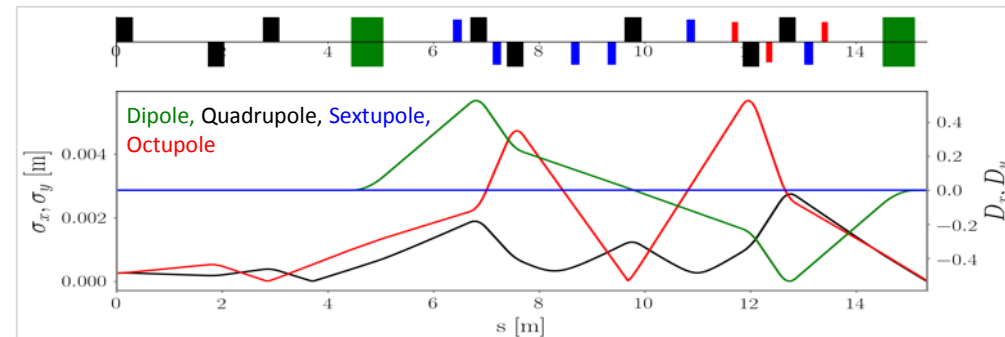 0 2 4 6 8 10 12 14
Dipole, Quadrupole, Sextupole,
Octupole
0.004
0.002
0.000
σx, σy [m]
0.4
0.2
0.0
−0.2
−0.4
Dx, Dy
0 2 4 6 8 10 12 14
s [m]